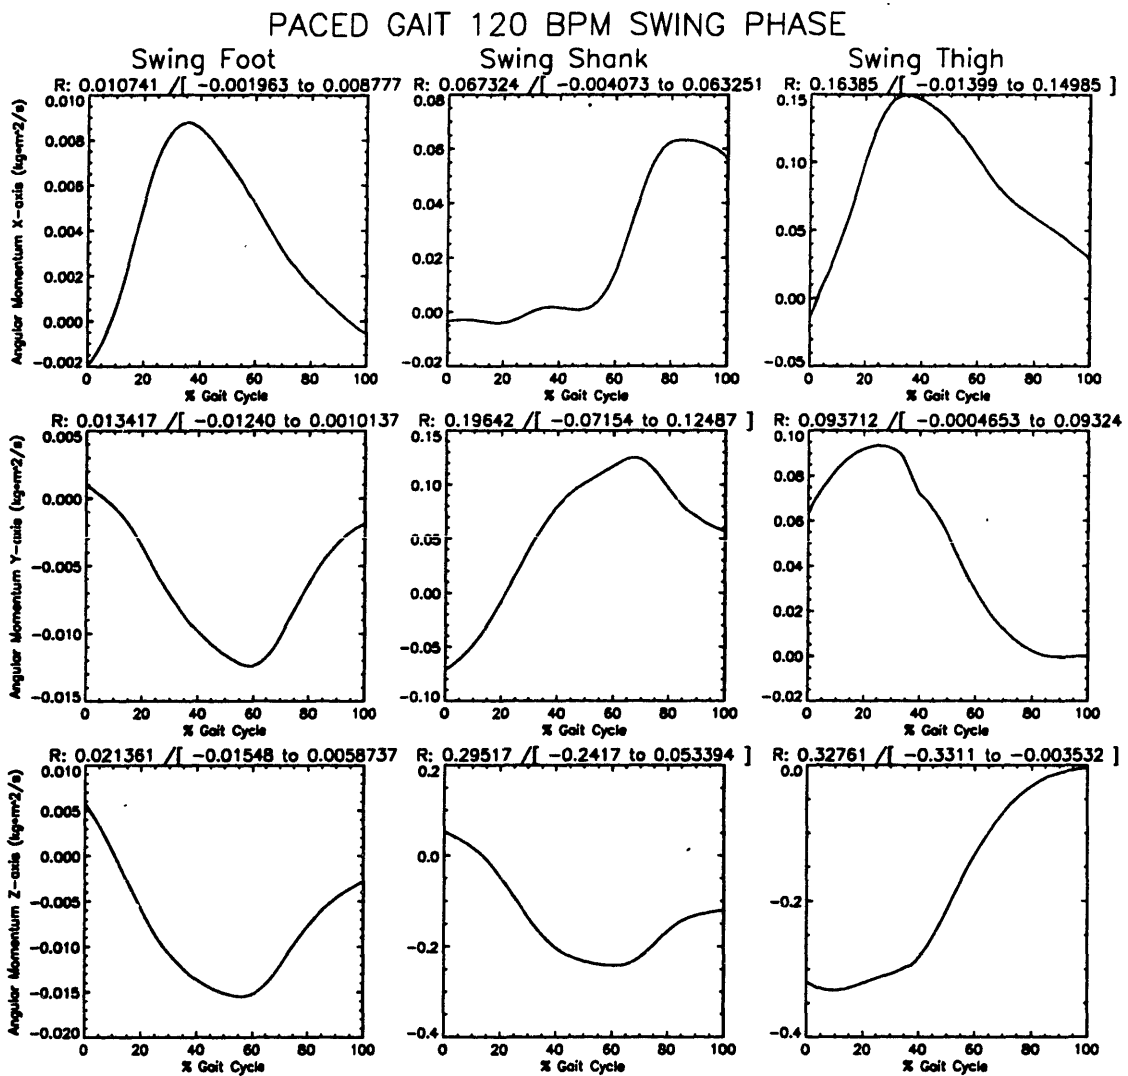 PACED GAIT 120 BPM SWING PHASE
Swing Foot Swing Shank Swing Thigh
R: 0.010741 /[ -0.001963 to 0.008777 R: 0.067324 /[ -0.004073 to 0.063251 R: 0.16385 /[ -0.01399 to 0.14985 ]
Angular Momentum X-axis (kg*m^2/s)
0.010
0.008
0.006
0.004
0.002
0.000
-0.002
0 20 40 60 80 100
% Gait Cycle
0.08
0.06
0.04
0.02
0.00
-0.02
0 20 40 60 80 100
% Gait Cycle
0.15
0.10
0.05
0.00
-0.05
0 20 40 60 80 100
% Gait Cycle
R: 0.013417 /[ -0.01240 to 0.0010137 R: 0.19642 /[ -0.07154 to 0.12487 ] R: 0.093712 /[ -0.0004653 to 0.09324
Angular Momentum Y-axis (kg*m^2/s)
0.005
0.000
-0.005
-0.010
-0.015
0 20 40 60 80 100
% Gait Cycle
0.15
0.10
0.05
0.00
-0.05
-0.10
0 20 40 60 80 100
% Gait Cycle
0.10
0.08
0.06
0.04
0.02
0.00
-0.02
0 20 40 60 80 100
% Gait Cycle
R: 0.021361 /[ -0.01548 to 0.0058737 R: 0.29517 /[ -0.2417 to 0.053394 ] R: 0.32761 /[ -0.3311 to -0.003532 ]
Angular Momentum Z-axis (kg*m^2/s)
0.010
0.005
0.000
-0.005
-0.010
-0.015
-0.020
0 20 40 60 80 100
% Gait Cycle
0.2
0.0
-0.2
-0.4
0 20 40 60 80 100
% Gait Cycle
0.0
-0.2
-0.4
0 20 40 60 80 100
% Gait Cycle